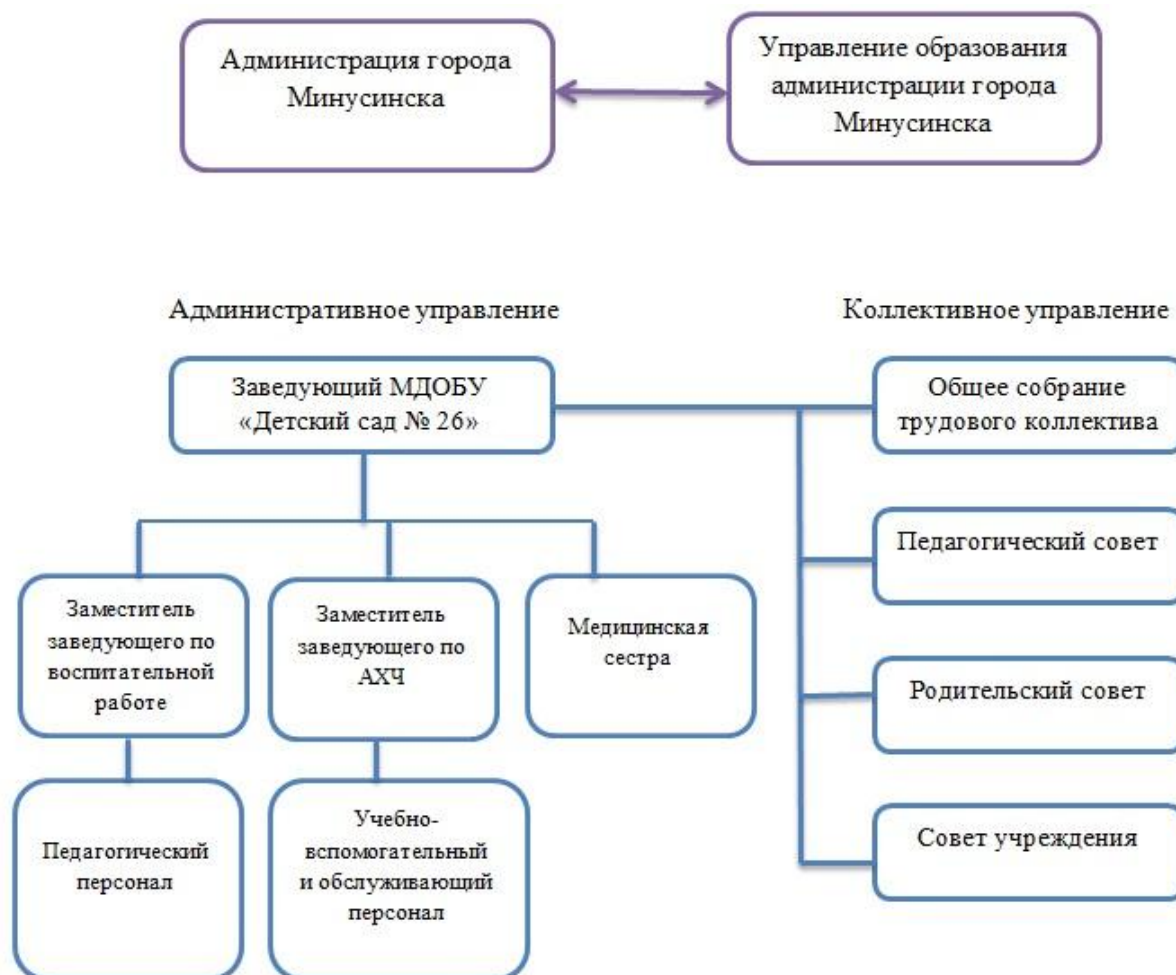 Администрация города
Минусинска
Управление образования
администрации города
Минусинска
Административное управление
Коллективное управление
Заведующий МДОБУ
«Детский сад № 26»
Общее собрание
трудового коллектива
Педагогический совет
Родительский совет
Совет учреждения
Заместитель
заведующего по
воспитательной
работе
Заместитель
заведующего по
АХЧ
Медицинская
сестра
Педагогический
персонал
Учебно-
вспомогательный
и обслуживающий
персонал